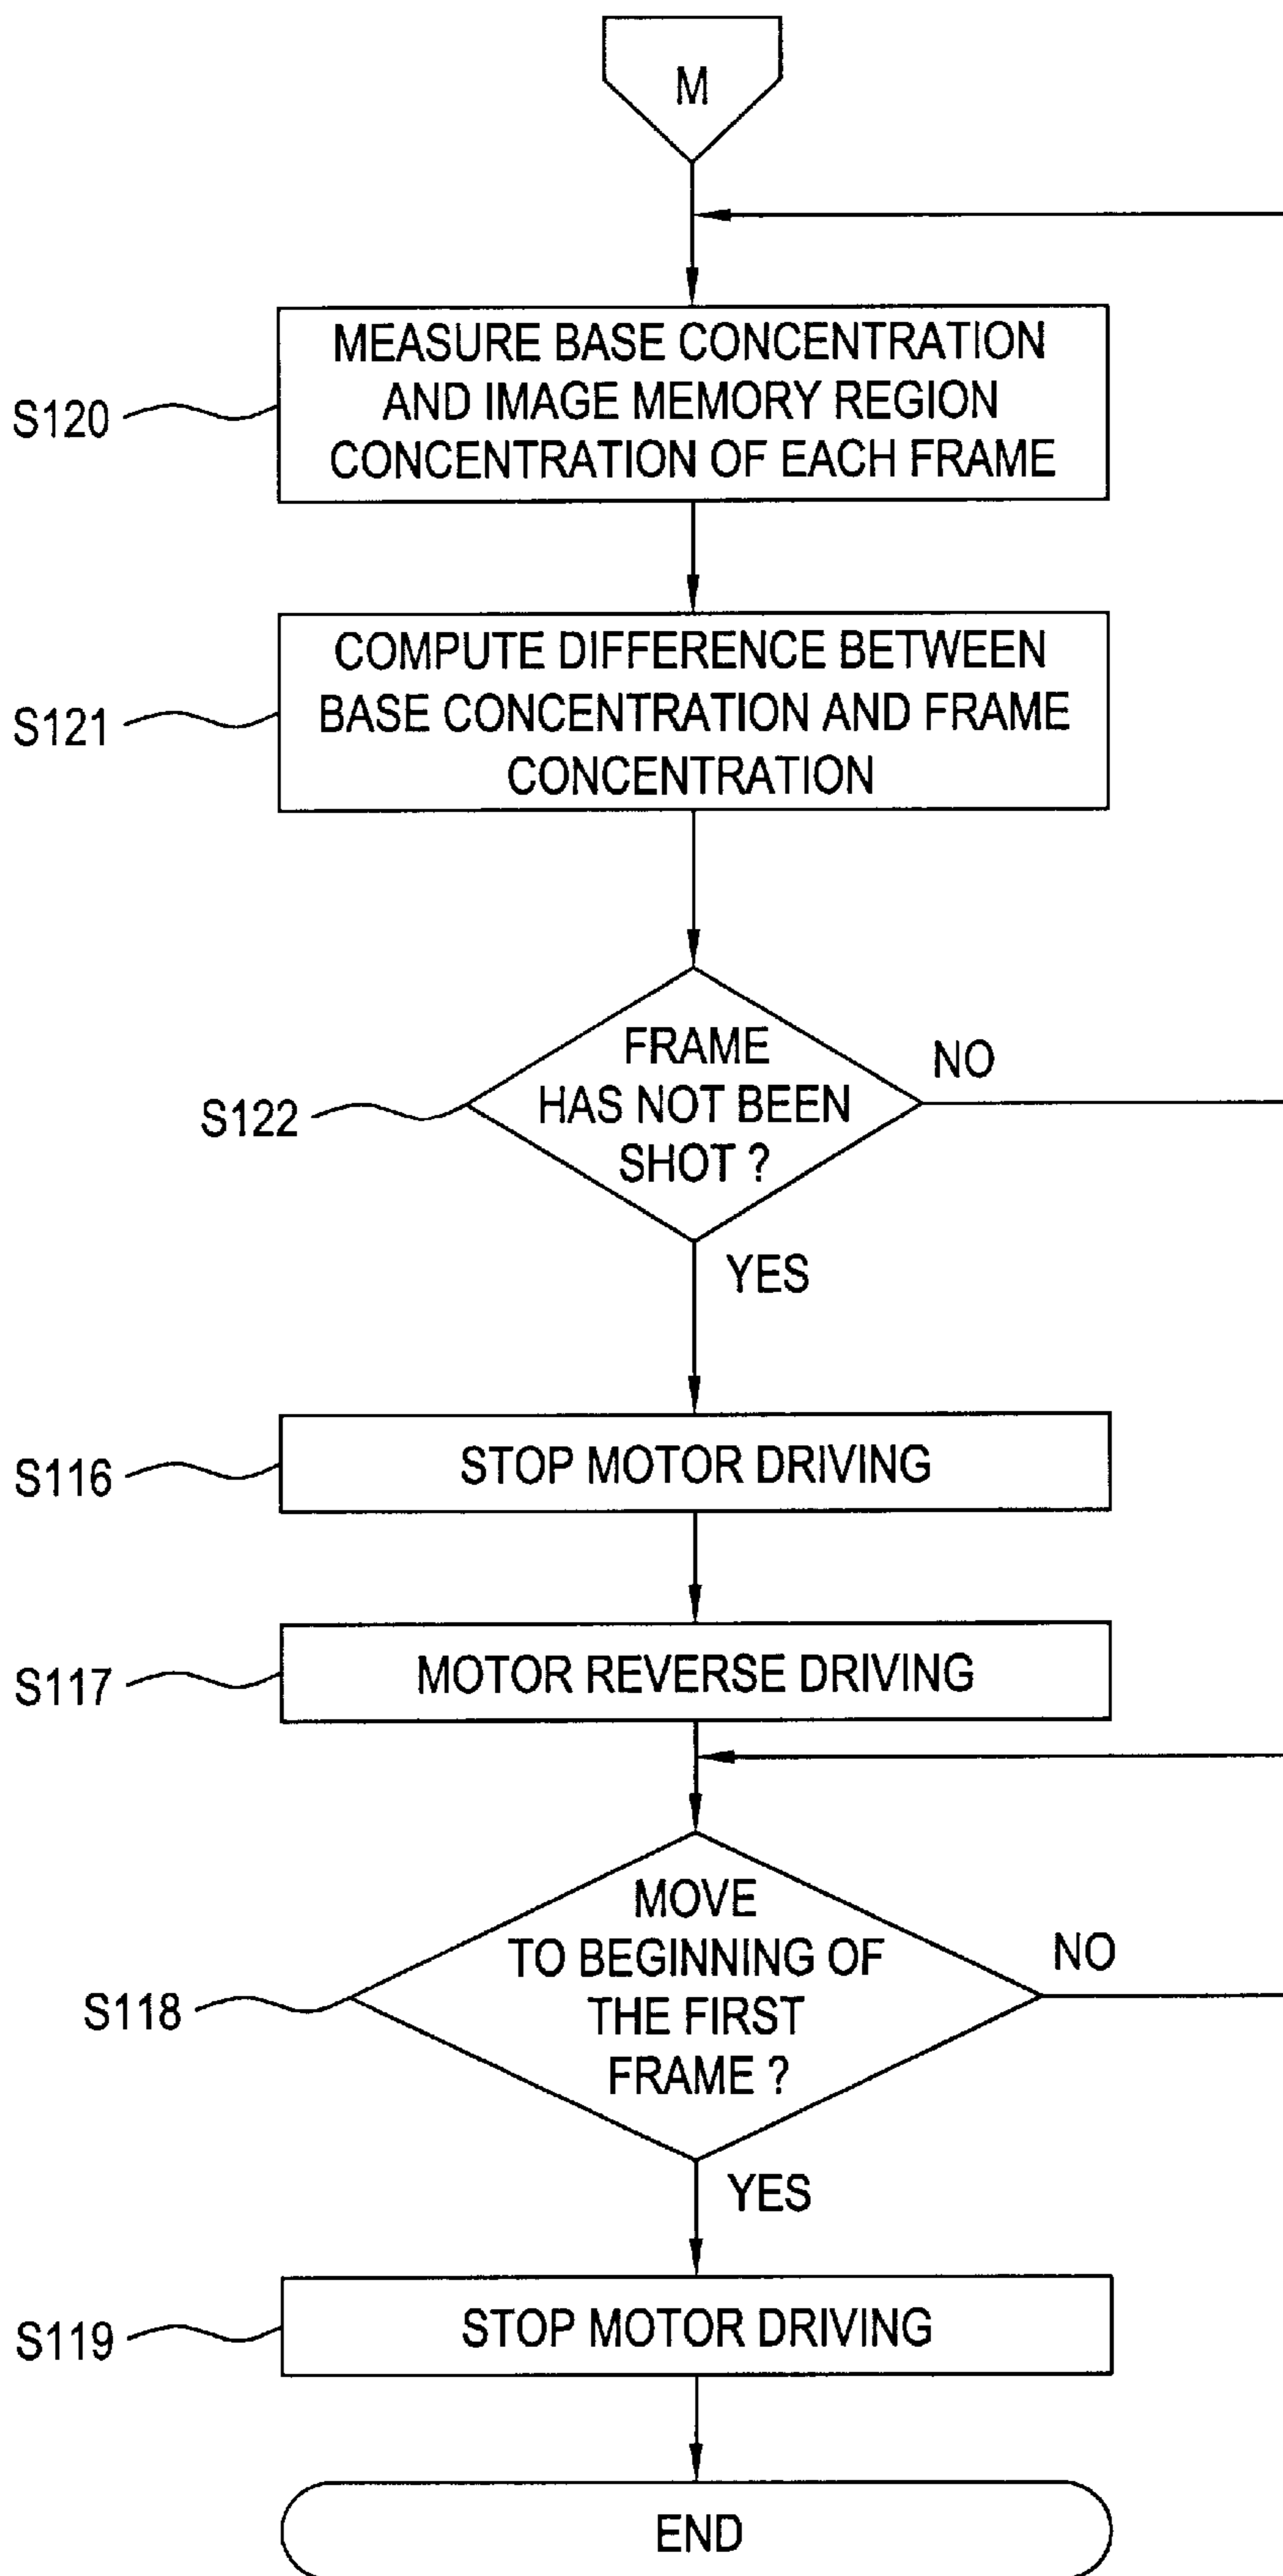 M
MEASURE BASE CONCENTRATION
AND IMAGE MEMORY REGION
CONCENTRATION OF EACH FRAME
S120
COMPUTE DIFFERENCE BETWEEN
BASE CONCENTRATION AND FRAME
CONCENTRATION
S121
FRAME
HAS NOT BEEN
SHOT ?
NO
S122
YES
S116
STOP MOTOR DRIVING
S117
MOTOR REVERSE DRIVING
MOVE
TO BEGINNING OF
THE FIRST
FRAME ?
NO
S118
YES
S119
STOP MOTOR DRIVING
END